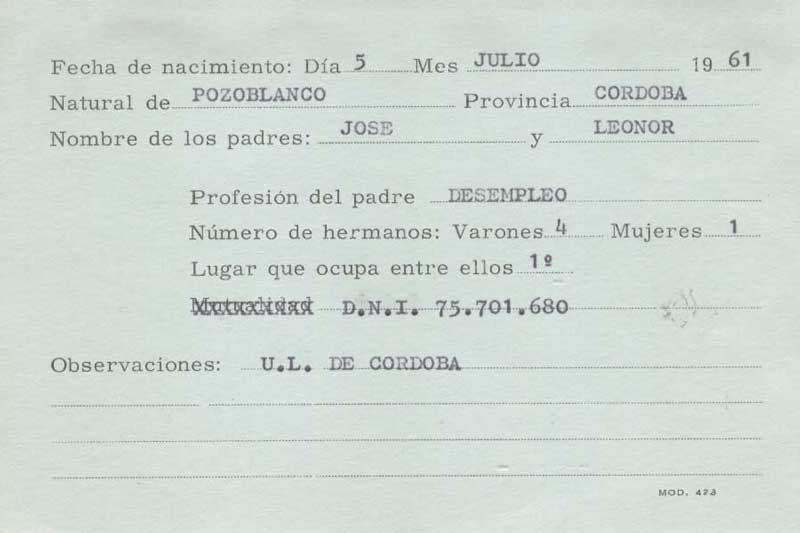 Fecha de nacimiento: Día 5 Mes JULIO 19 61
Natural de POZOBLANCO Provincia CORDOBA
Nombre de los padres: JOSE y LEONOR
Profesión del padre DESEMPLEO
Número de hermanos: Varones 4 Mujeres 1
Lugar que ocupa entre ellos 1º
Mutualidad D.N.I. 75.701.680
Observaciones: U.L. DE CORDOBA
MOD. 423